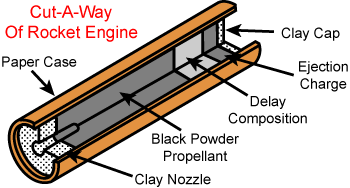 Cut-A-Way
Of Rocket Engine
Clay Cap
Paper Case
Ejection
Charge
Delay
Composition
Black Powder
Propellant
Clay Nozzle